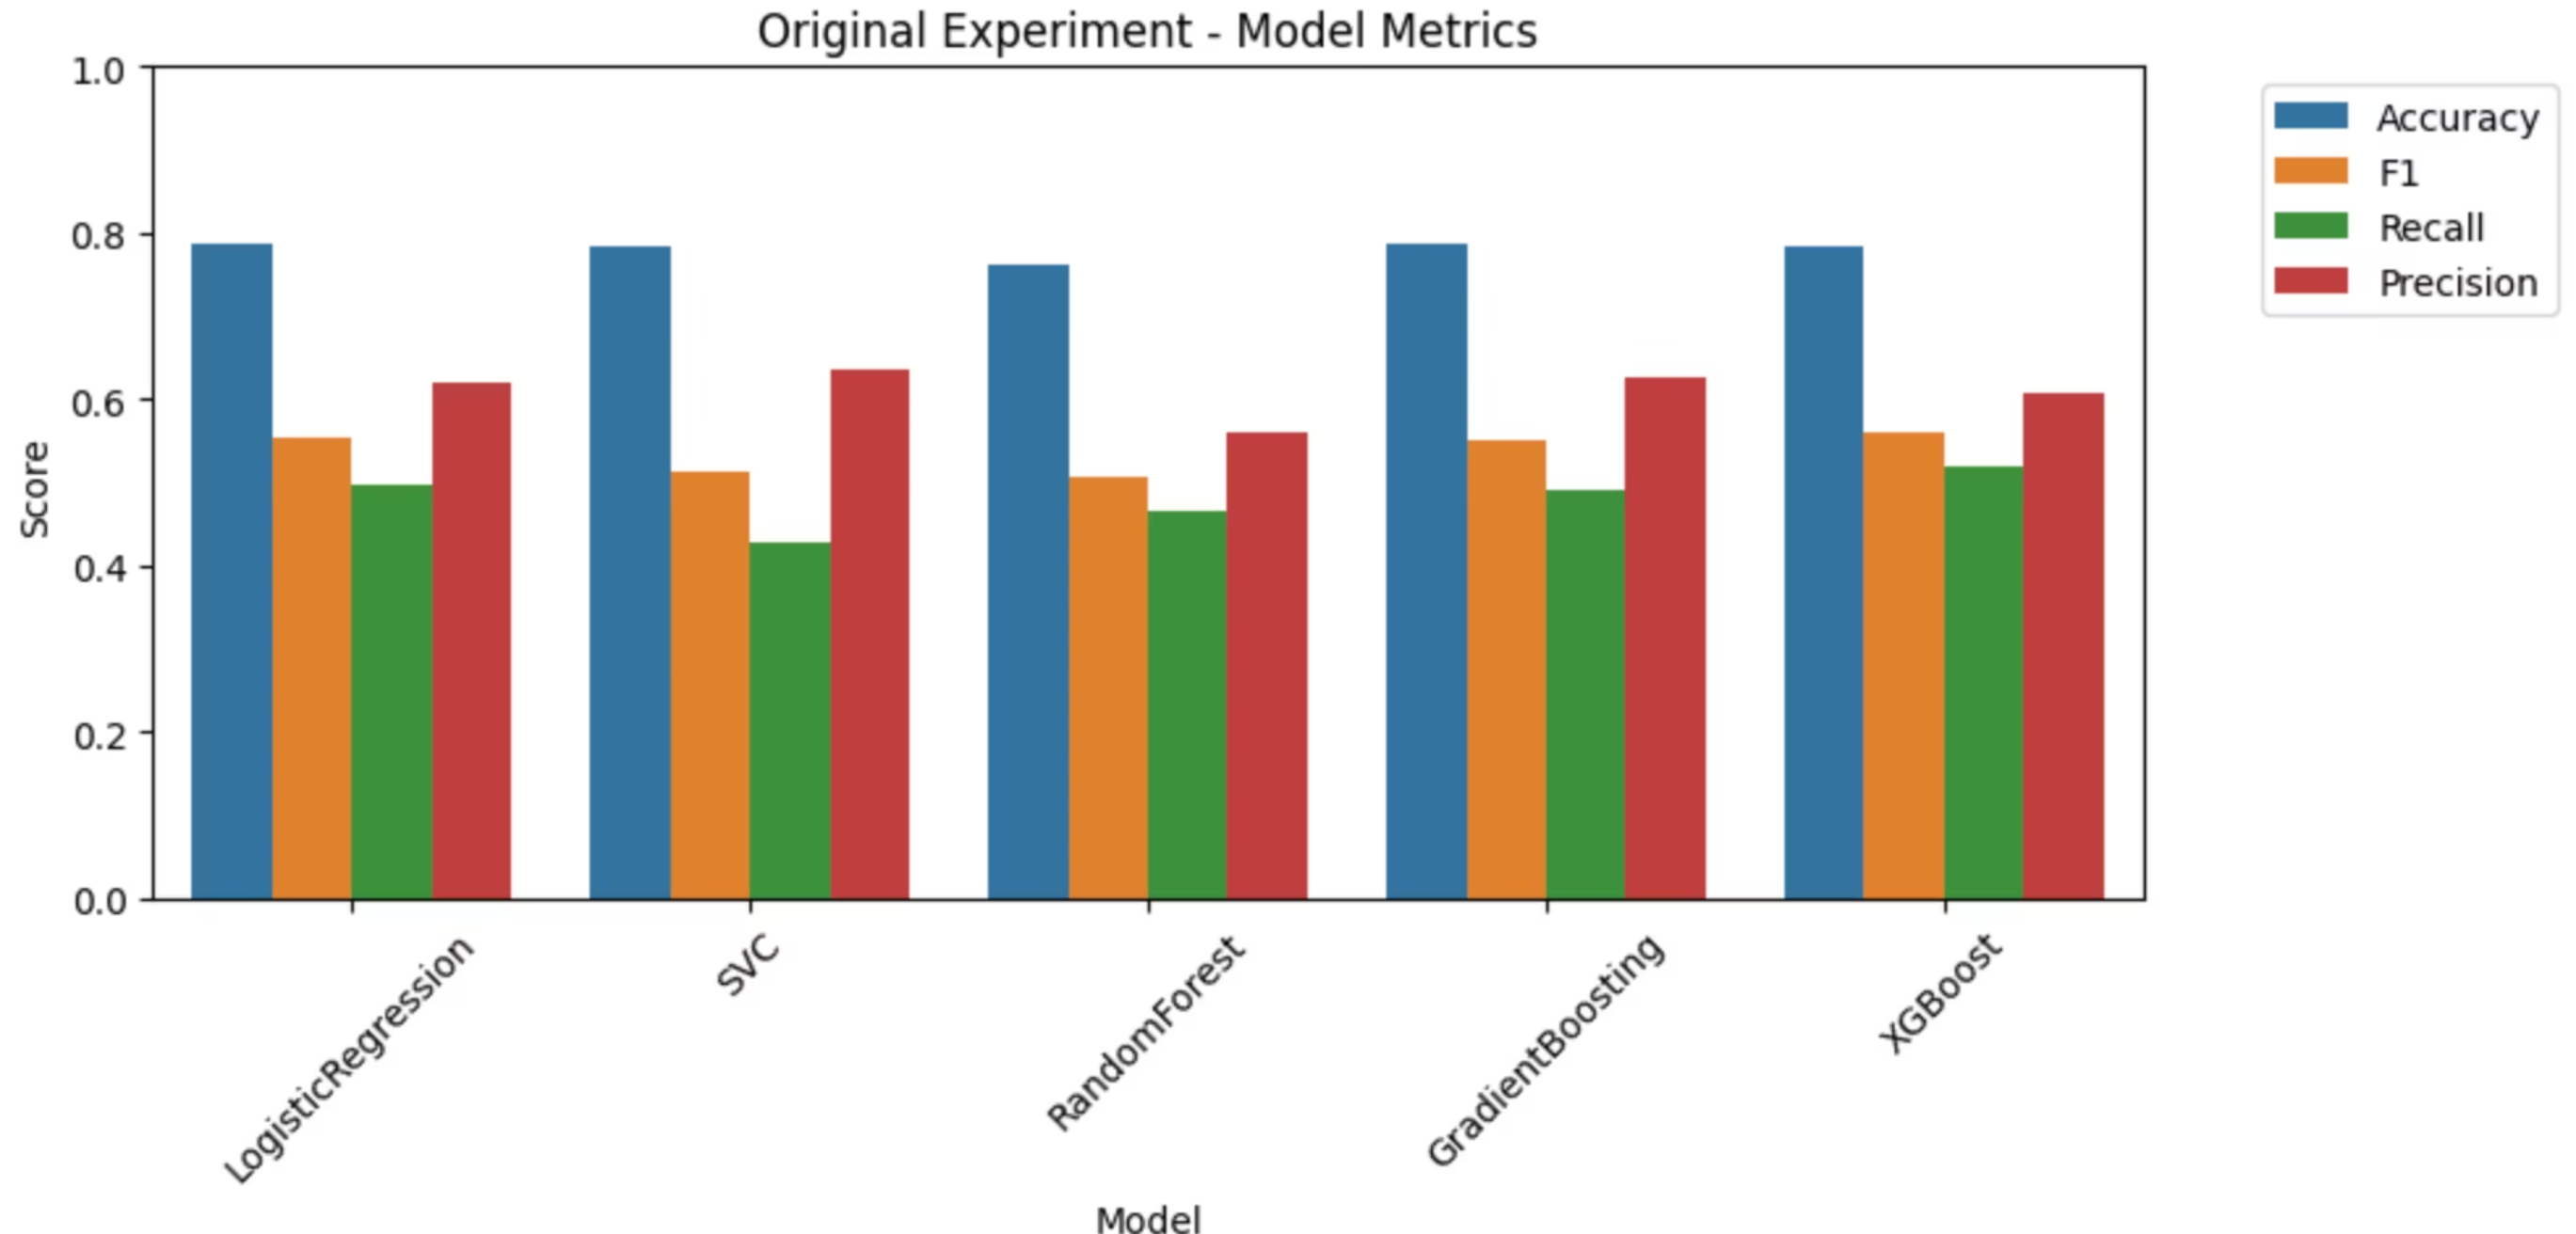 Original Experiment - Model Metrics
1.0
0.8
0.6
0.4
0.2
0.0
Score
LogisticRegression
SVC
RandomForest
GradientBoosting
XGBoost
Model
Accuracy
F1
Recall
Precision